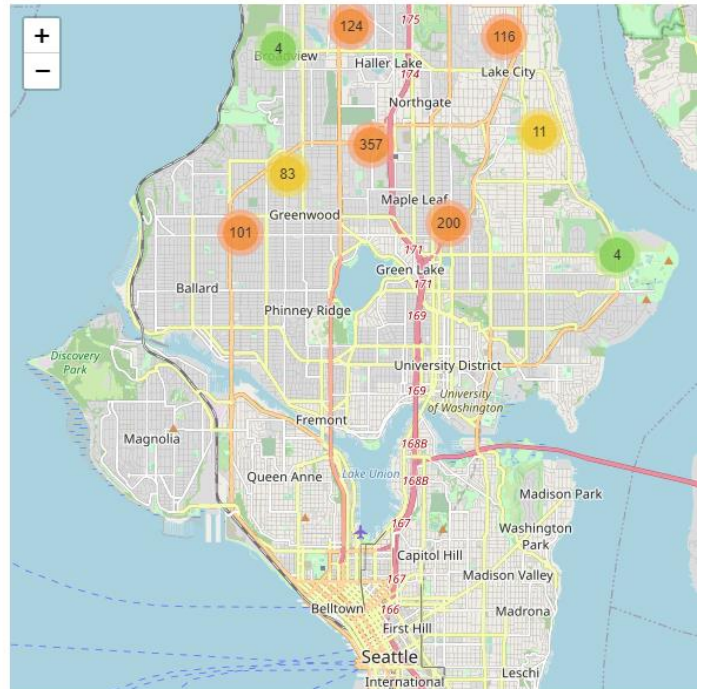 +
−
4
124
116
175
Broadview
Haller Lake
Lake City
174
Northgate
357
11
83
Maple Leaf
Greenwood
101
200
171
4
Green Lake
171
Ballard
Phinney Ridge
169
Discovery
Park
University District
169
University
of Washington
Fremont
Magnolia
168B
Lake Union
Queen Anne
168B
Madison Park
167
Washington
Park
Capitol Hill
167
Madison Valley
Belltown
166
Madrona
First Hill
Seattle
Leschi
International